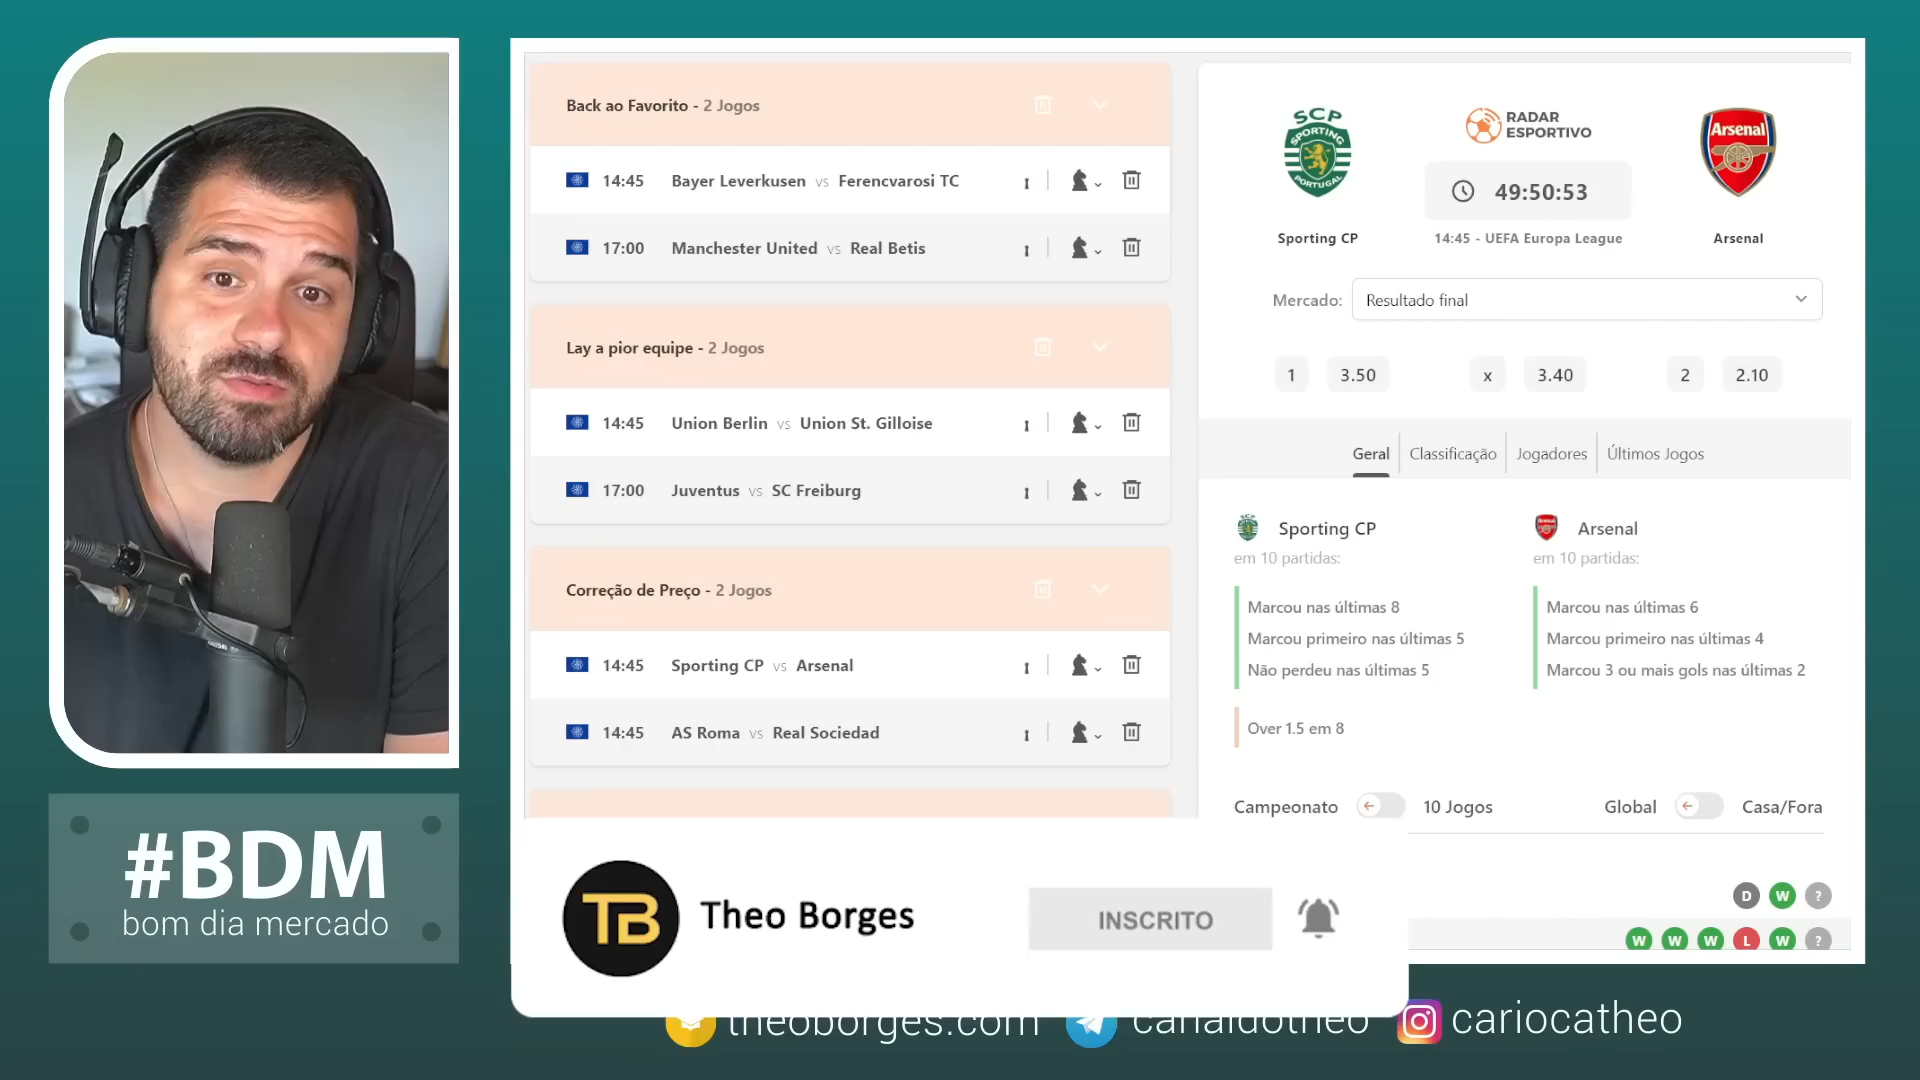 #BDM
bom dia mercado
Back ao Favorito - 2 Jogos
14:45 Bayer Leverkusen vs Ferencvarosi TC
17:00 Manchester United vs Real Betis
Lay a pior equipe - 2 Jogos
14:45 Union Berlin vs Union St. Gilloise
17:00 Juventus vs SC Freiburg
Correção de Preço - 2 Jogos
14:45 Sporting CP vs Arsenal
14:45 AS Roma vs Real Sociedad
SCP
SPORTING
PORTUGAL
RADAR
ESPORTIVO
Arsenal
49:50:53
Sporting CP 14:45 - UEFA Europa League Arsenal
Mercado: Resultado final
1 3.50 x 3.40 2 2.10
Geral Classificação Jogadores Últimos Jogos
Sporting CP
em 10 partidas:
Marcou nas últimas 8
Marcou primeiro nas últimas 5
Não perdeu nas últimas 5
Over 1.5 em 8
Arsenal
em 10 partidas:
Marcou nas últimas 6
Marcou primeiro nas últimas 4
Marcou 3 ou mais gols nas últimas 2
Campeonato 10 Jogos Global Casa/Fora
D W ?
W W W L W ?
TB Theo Borges INSCRITO
theoborges.com canaldotheo cariocatheo